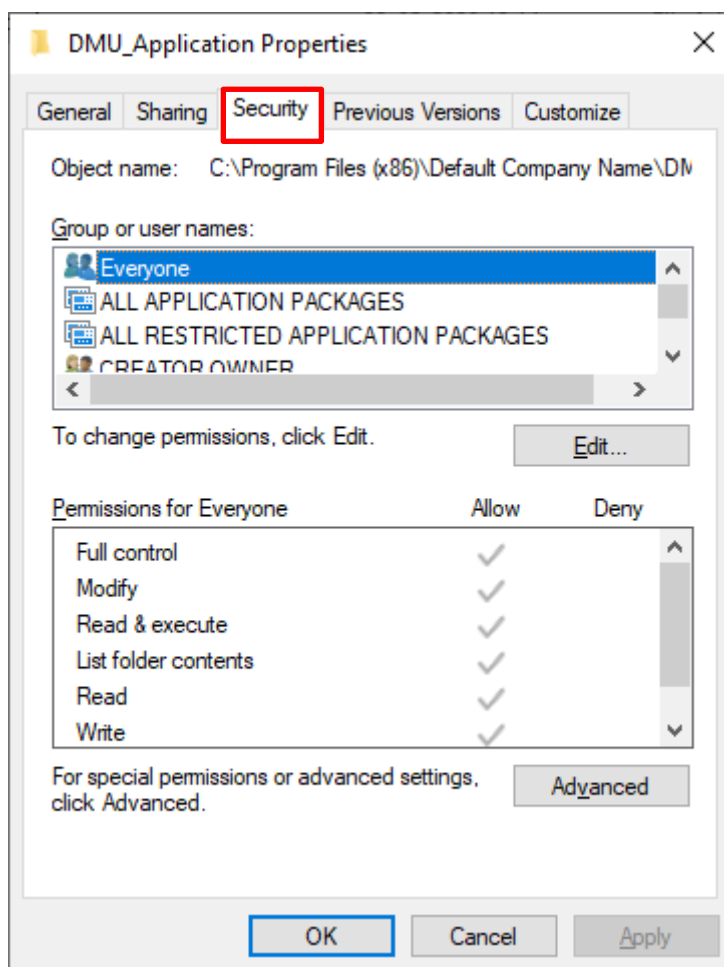 DMU_Application Properties
General Sharing Security Previous Versions Customize
Object name: C:\Program Files (x86)\Default Company Name\DM
Group or user names:
Everyone
ALL APPLICATION PACKAGES
ALL RESTRICTED APPLICATION PACKAGES
CREATOR OWNER
To change permissions, click Edit.
Edit...
Permissions for Everyone Allow Deny
Full control
Modify
Read & execute
List folder contents
Read
Write
For special permissions or advanced settings,
click Advanced.
Advanced
OK Cancel Apply